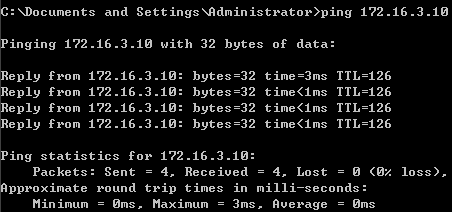 C:\Documents and Settings\Administrator>ping 172.16.3.10
Pinging 172.16.3.10 with 32 bytes of data:
Reply from 172.16.3.10: bytes=32 time=3ms TTL=126
Reply from 172.16.3.10: bytes=32 time<1ms TTL=126
Reply from 172.16.3.10: bytes=32 time<1ms TTL=126
Reply from 172.16.3.10: bytes=32 time<1ms TTL=126
Ping statistics for 172.16.3.10:
    Packets: Sent = 4, Received = 4, Lost = 0 (0% loss),
Approximate round trip times in milli-seconds:
    Minimum = 0ms, Maximum = 3ms, Average = 0ms